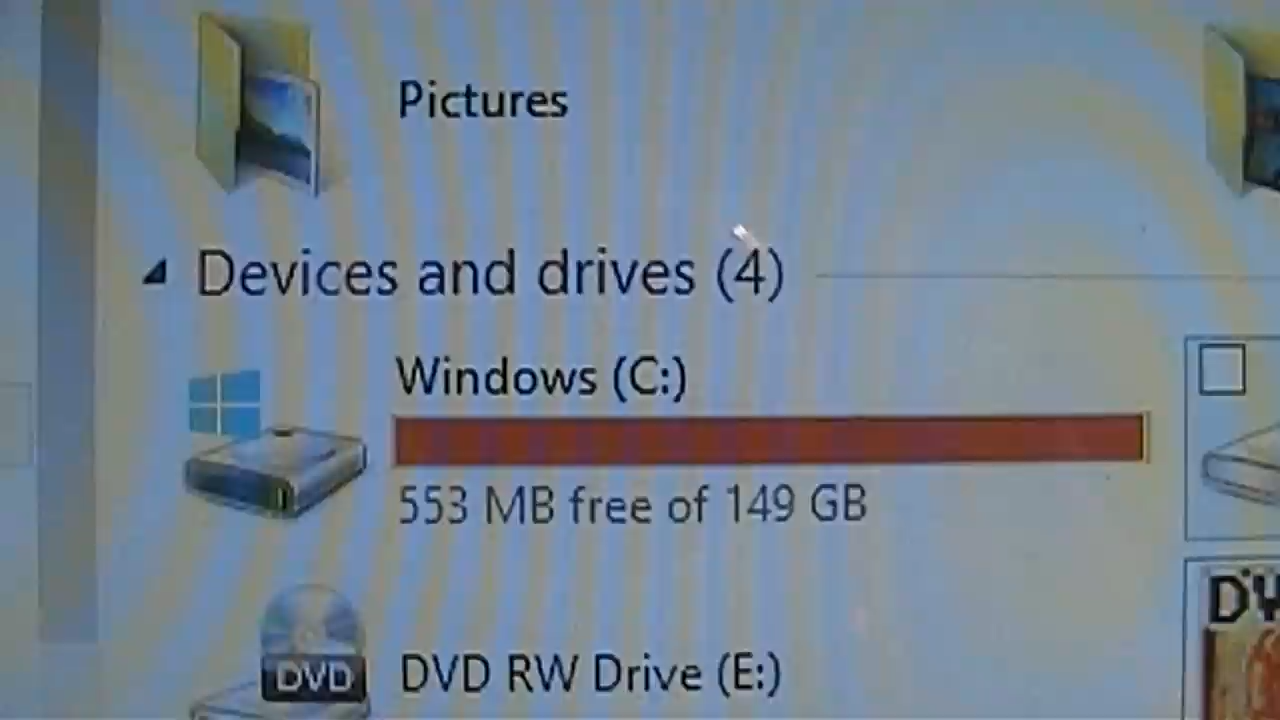 Pictures
Devices and drives (4)
Windows (C:)
553 MB free of 149 GB
DVD
DVD RW Drive (E:)